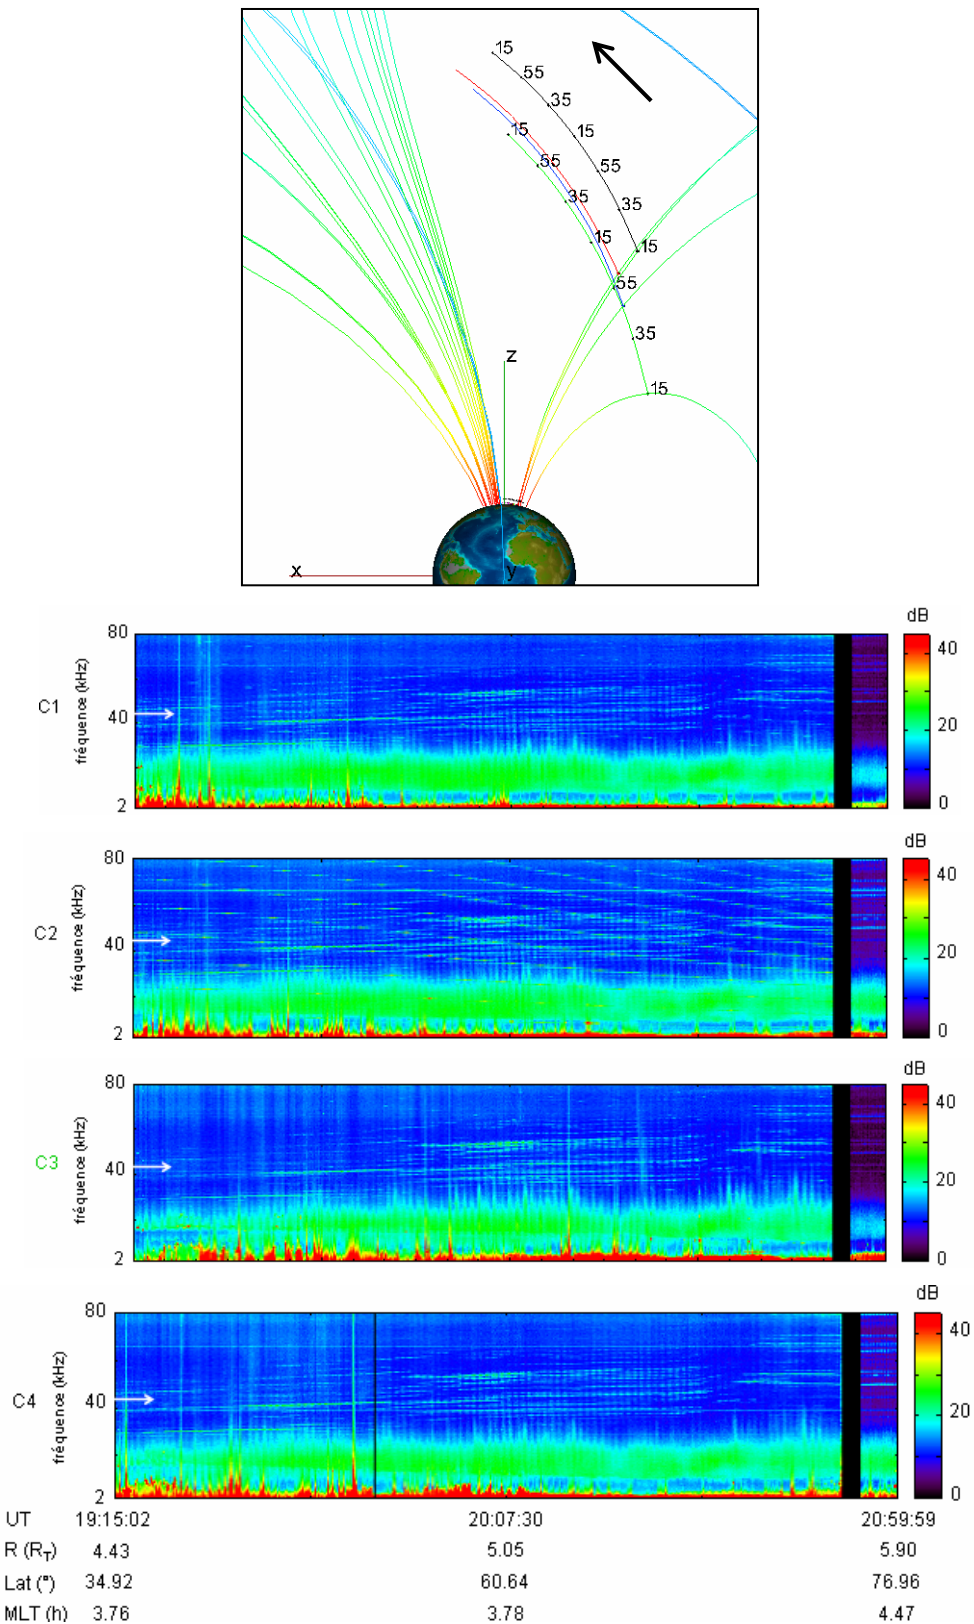 15
55
35
15
15
55
55
35
35
15
15
55
35
z
15
x
y
dB
80
40
C1
fréquence (kHz)
40
20
2
0
dB
80
40
C2
fréquence (kHz)
40
20
2
0
dB
80
40
C3
fréquence (kHz)
40
20
2
0
dB
80
40
C4
fréquence (kHz)
40
20
2
0
UT 19:15:02 20:07:30 20:59:59
R (R_T) 4.43 5.05 5.90
Lat (°) 34.92 60.64 76.96
MLT (h) 3.76 3.78 4.47